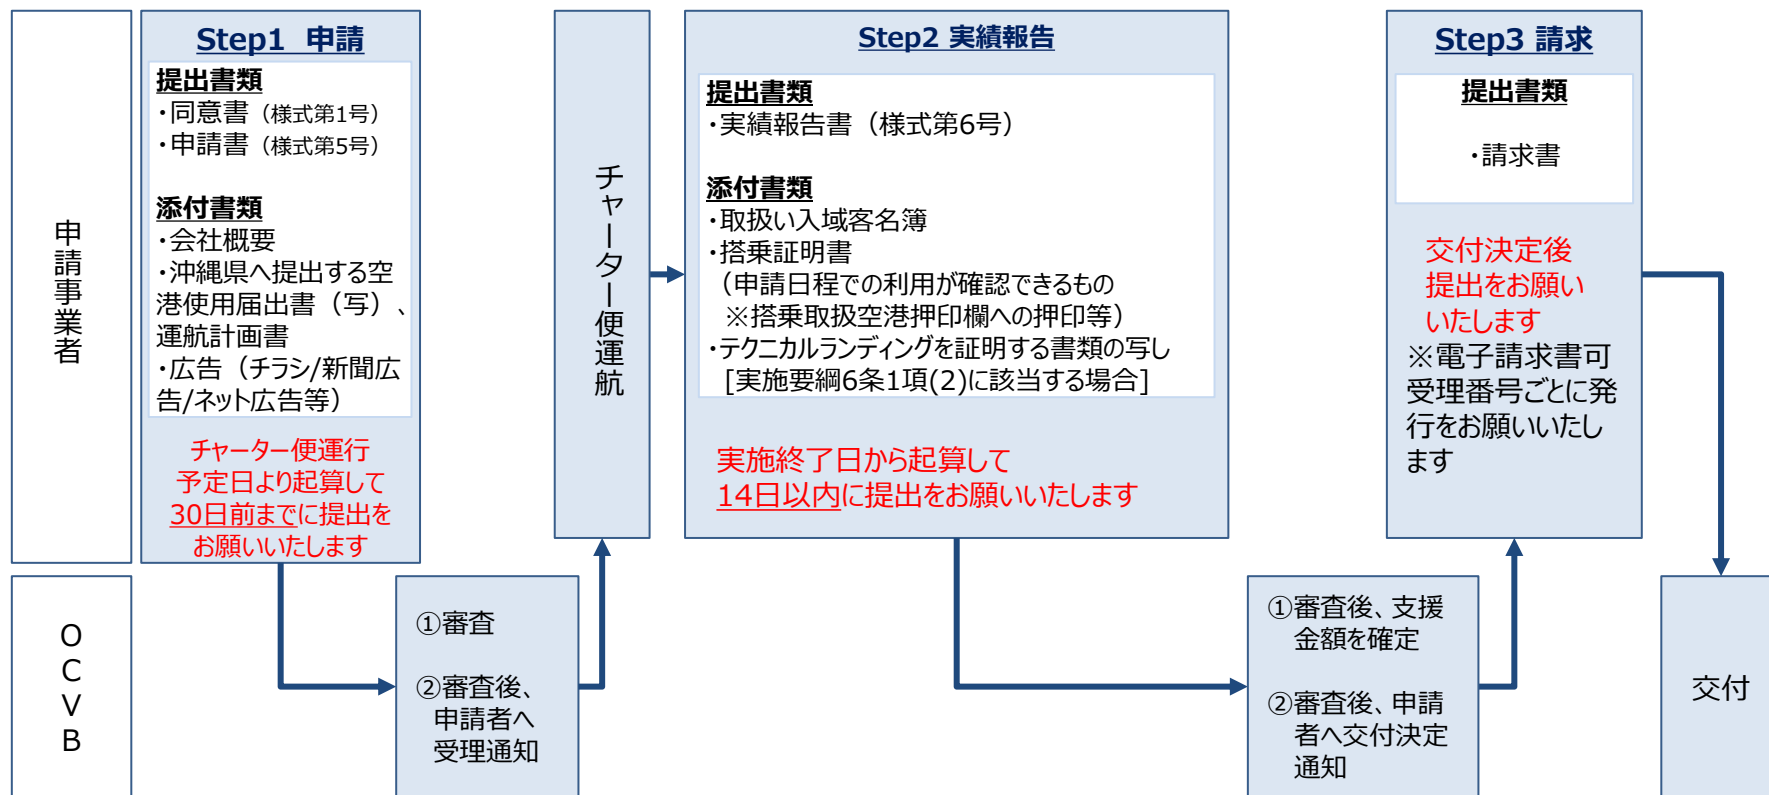 申請事業者
Step1 申請
提出書類
・同意書（様式第1号）
・申請書（様式第5号）
添付書類
・会社概要
・沖縄県へ提出する空
港使用届出書（写）、
運航計画書
・広告（チラシ/新聞広
告/ネット広告等）
チャーター便運行
予定日より起算して
30日前までに提出を
お願いいたします
チャーター便運航
Step2 実績報告
提出書類
・実績報告書（様式第6号）
添付書類
・取扱い入域客名簿
・搭乗証明書
（申請日程での利用が確認できるもの
※搭乗取扱空港押印欄への押印等）
・テクニカルランディングを証明する書類の写し
[実施要綱6条1項(2)に該当する場合]
実施終了日から起算して
14日以内に提出をお願いいたします
Step3 請求
提出書類
・請求書
交付決定後
提出をお願い
いたします
※電子請求書可
受理番号ごとに発
行をお願いいたし
ます
OCVB
①審査
②審査後、
申請者へ
受理通知
①審査後、支援
金額を確定
②審査後、申請
者へ交付決定
通知
交付